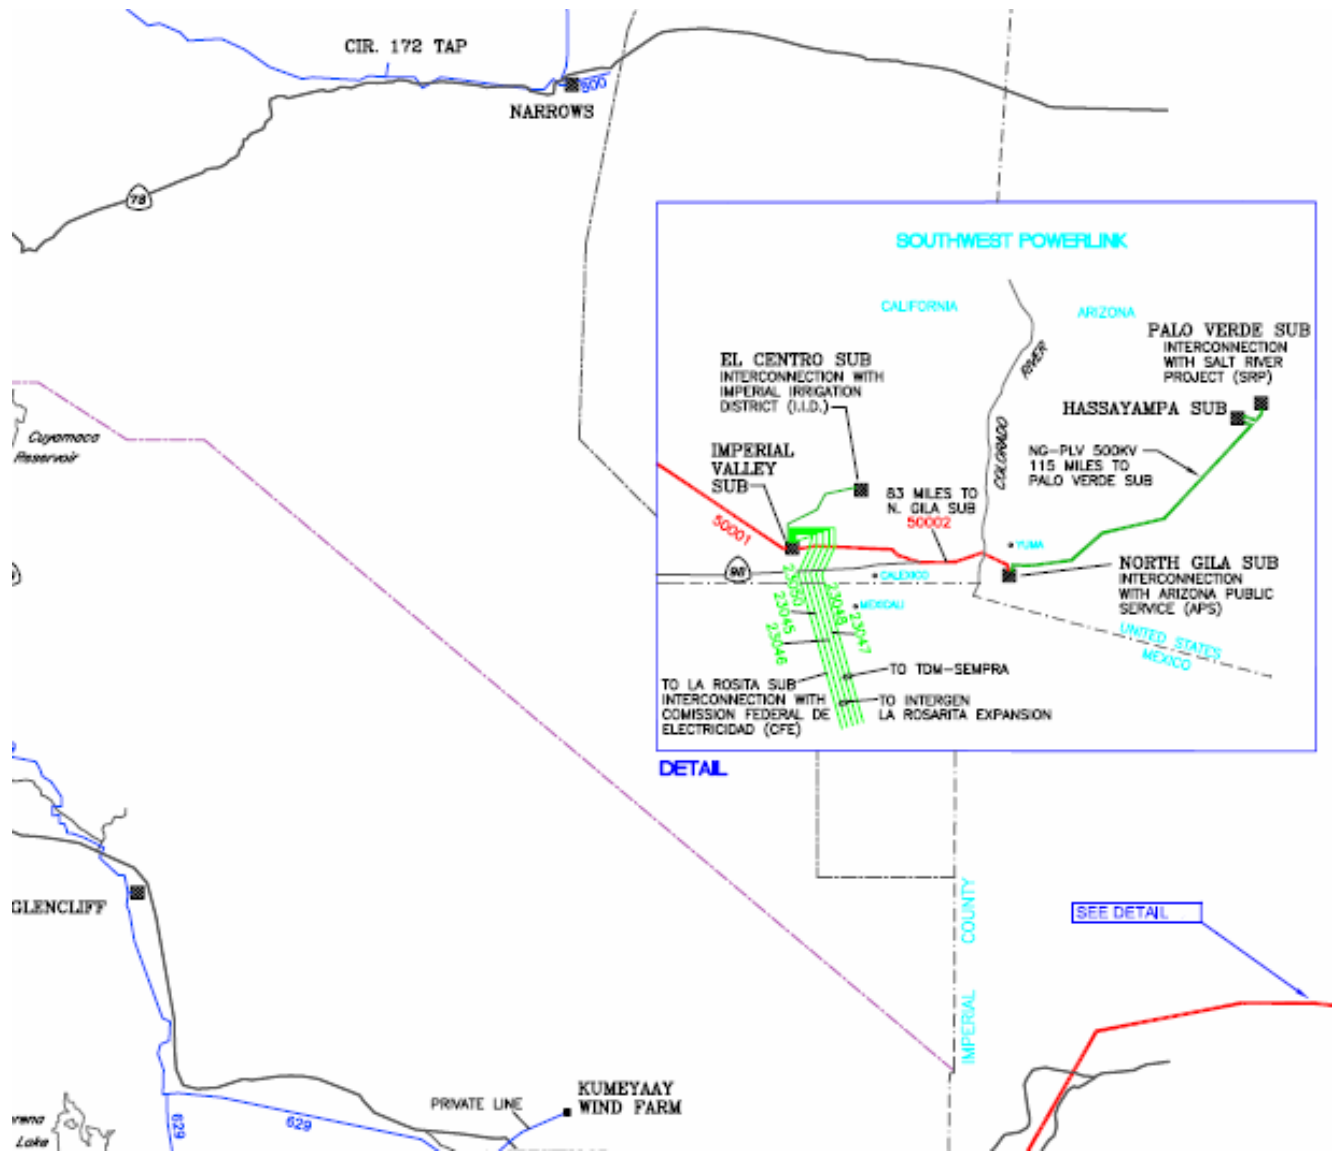 CIR. 172 TAP
800
NARROWS
78
SOUTHWEST POWERLINK
CALIFORNIA
ARIZONA
RIVER
COLORADO
PALO VERDE SUB
INTERCONNECTION
WITH SALT RIVER
PROJECT (SRP)
EL CENTRO SUB
INTERCONNECTION WITH
IMPERIAL IRRIGATION
DISTRICT (I.I.D.)
HASSAYAMPA SUB
Cuyamaca
Reservoir
IMPERIAL
VALLEY
SUB
NG-PLV 500KV
115 MILES TO
PALO VERDE SUB
83 MILES TO
N. GILA SUB
50002
50001
YUMA
98
CALEXICO
NORTH GILA SUB
INTERCONNECTION
WITH ARIZONA PUBLIC
SERVICE (APS)
MEXICALI
23050
23045
23046
23048
23047
UNITED STATES
MEXICO
TO TDM-SEMPRA
TO LA ROSITA SUB
INTERCONNECTION WITH
COMISSION FEDERAL DE
ELECTRICIDAD (CFE)
TO INTERGEN
LA ROSARITA EXPANSION
DETAIL
GLENCLIFF
IMPERIAL COUNTY
SEE DETAIL
KUMEYAAY
WIND FARM
PRIVATE LINE
629
629
Lake